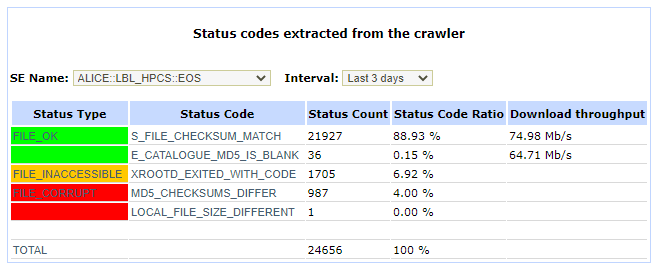 Status codes extracted from the crawler
SE Name: ALICE::LBL_HPCS::EOS Interval: Last 3 days
Status Type Status Code Status Count Status Code Ratio Download throughput
FILE_OK S_FILE_CHECKSUM_MATCH 21927 88.93 % 74.98 Mb/s
E_CATALOGUE_MD5_IS_BLANK 36 0.15 % 64.71 Mb/s
FILE_INACCESSIBLE XROOTD_EXITED_WITH_CODE 1705 6.92 %
FILE_CORRUPT MD5_CHECKSUMS_DIFFER 987 4.00 %
LOCAL_FILE_SIZE_DIFFERENT 1 0.00 %
TOTAL 24656 100 %